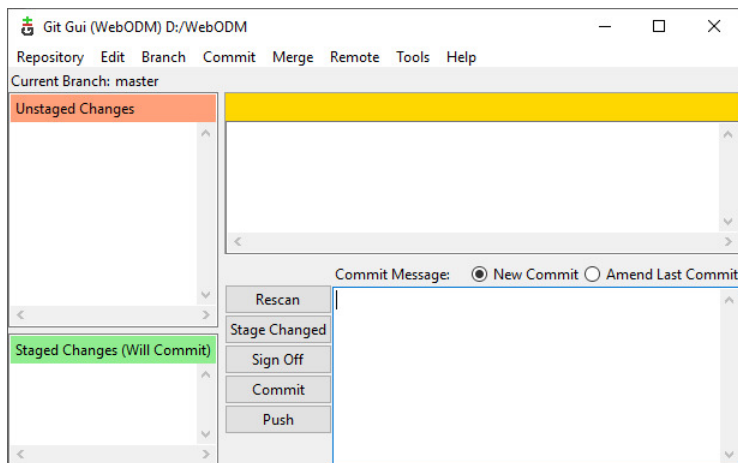 Git Gui (WebODM) D:/WebODM
Repository Edit Branch Commit Merge Remote Tools Help
Current Branch: master
Unstaged Changes
Commit Message: New Commit Amend Last Commit
Rescan
Stage Changed
Staged Changes (Will Commit)
Sign Off
Commit
Push